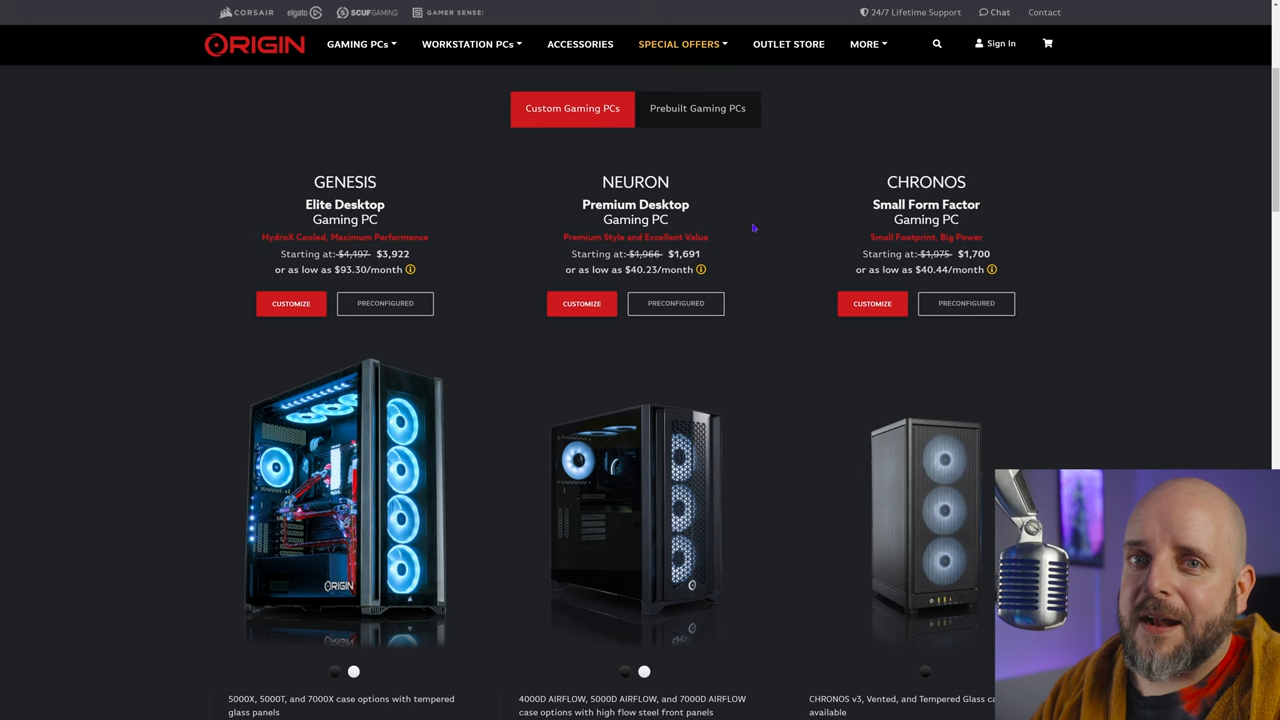 CORSAIR elgato SCUFGAMING GAMER SENSEI 24/7 Lifetime Support Chat Contact
ORIGIN GAMING PCs WORKSTATION PCs ACCESSORIES SPECIAL OFFERS OUTLET STORE MORE Sign In
Custom Gaming PCs Prebuilt Gaming PCs
GENESIS
Elite Desktop
Gaming PC
HydroX Cooled, Maximum Performance
Starting at: $4,197 $3,922
or as low as $93.30/month
CUSTOMIZE PRECONFIGURED
ORIGIN
5000X, 5000T, and 7000X case options with tempered
glass panels
NEURON
Premium Desktop
Gaming PC
Premium Style and Excellent Value
Starting at: $1,966 $1,691
or as low as $40.23/month
CUSTOMIZE PRECONFIGURED
4000D AIRFLOW, 5000D AIRFLOW, and 7000D AIRFLOW
case options with high flow steel front panels
CHRONOS
Small Form Factor
Gaming PC
Small Footprint, Big Power
Starting at: $1,975 $1,700
or as low as $40.44/month
CUSTOMIZE PRECONFIGURED
CHRONOS v3, Vented, and Tempered Glass
available